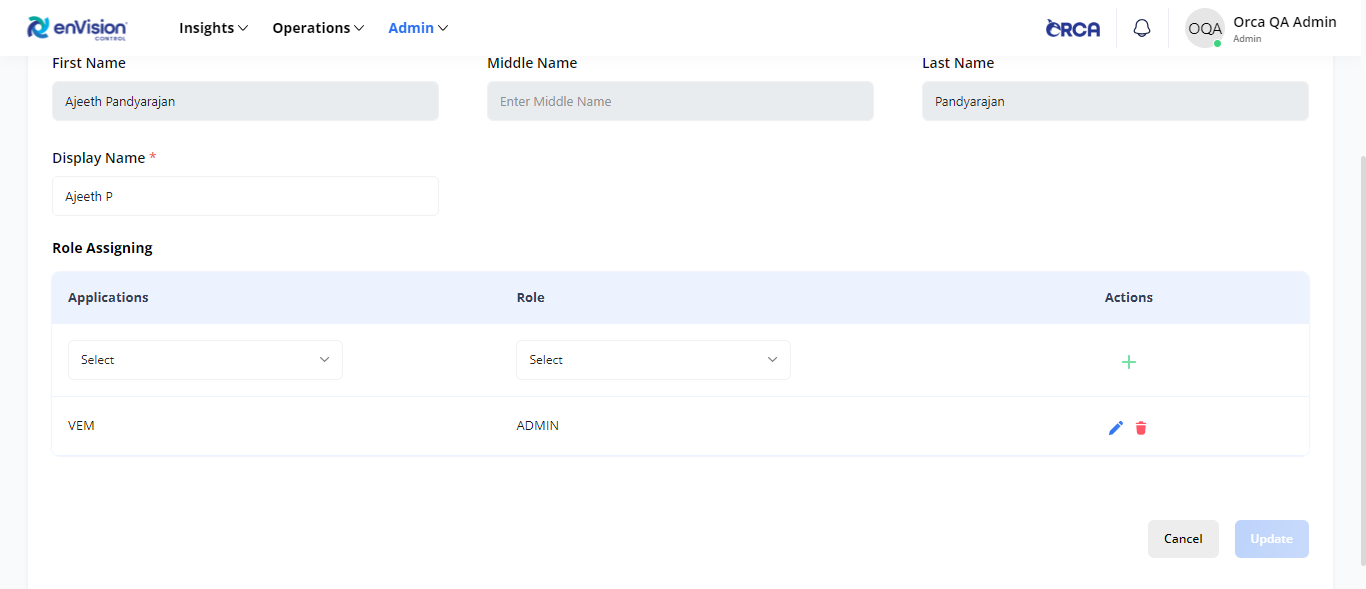 enVision
CONTROL
Insights
Operations
Admin
ORCA
OQA
Orca QA Admin
Admin
First Name
Middle Name
Last Name
Ajeeth Pandyarajan
Enter Middle Name
Pandyarajan
Display Name *
Ajeeth P
Role Assigning
Applications
Role
Actions
Select
Select
VEM
ADMIN
Cancel
Update